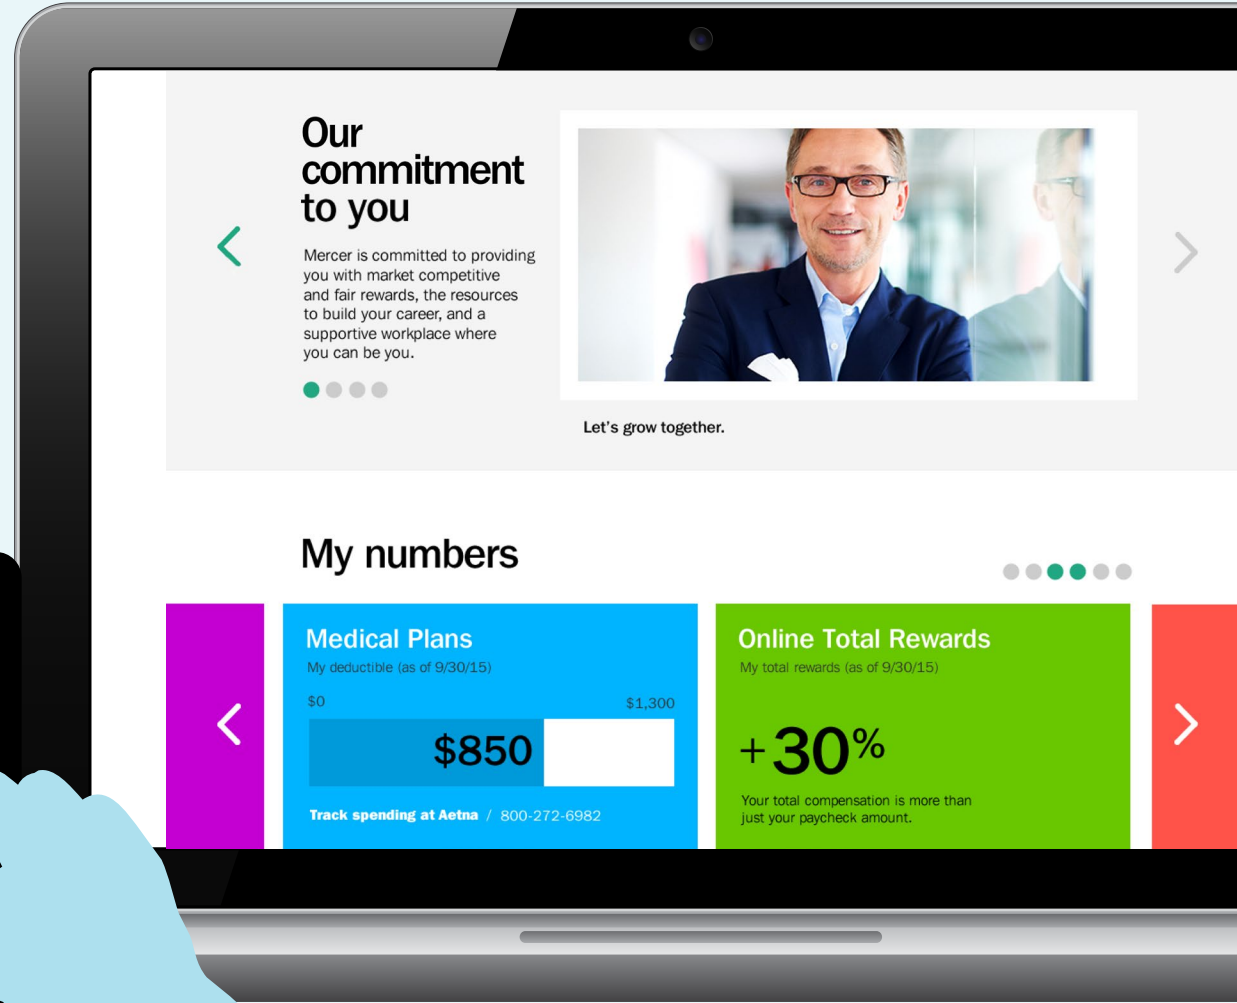 Our
commitment
to you
Mercer is committed to providing
you with market competitive
and fair rewards, the resources
to build your career, and a
supportive workplace where
you can be you.
Let's grow together.
My numbers
Medical Plans
My deductible (as of 9/30/15)
$0 $1,300
$850
Track spending at Aetna / 800-272-6982
Online Total Rewards
My total rewards (as of 9/30/15)
+30%
Your total compensation is more than
just your paycheck amount.